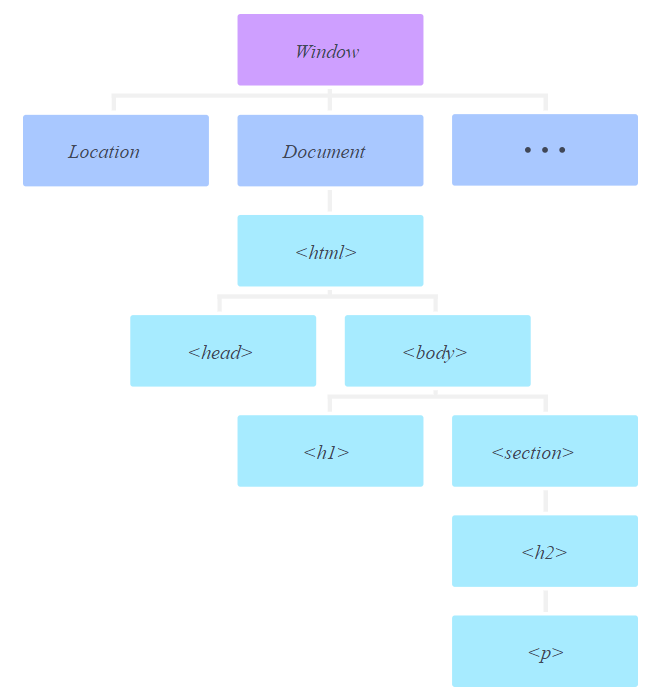 Window
Location
Document
• • •
<html>
<head>
<body>
<h1>
<section>
<h2>
<p>